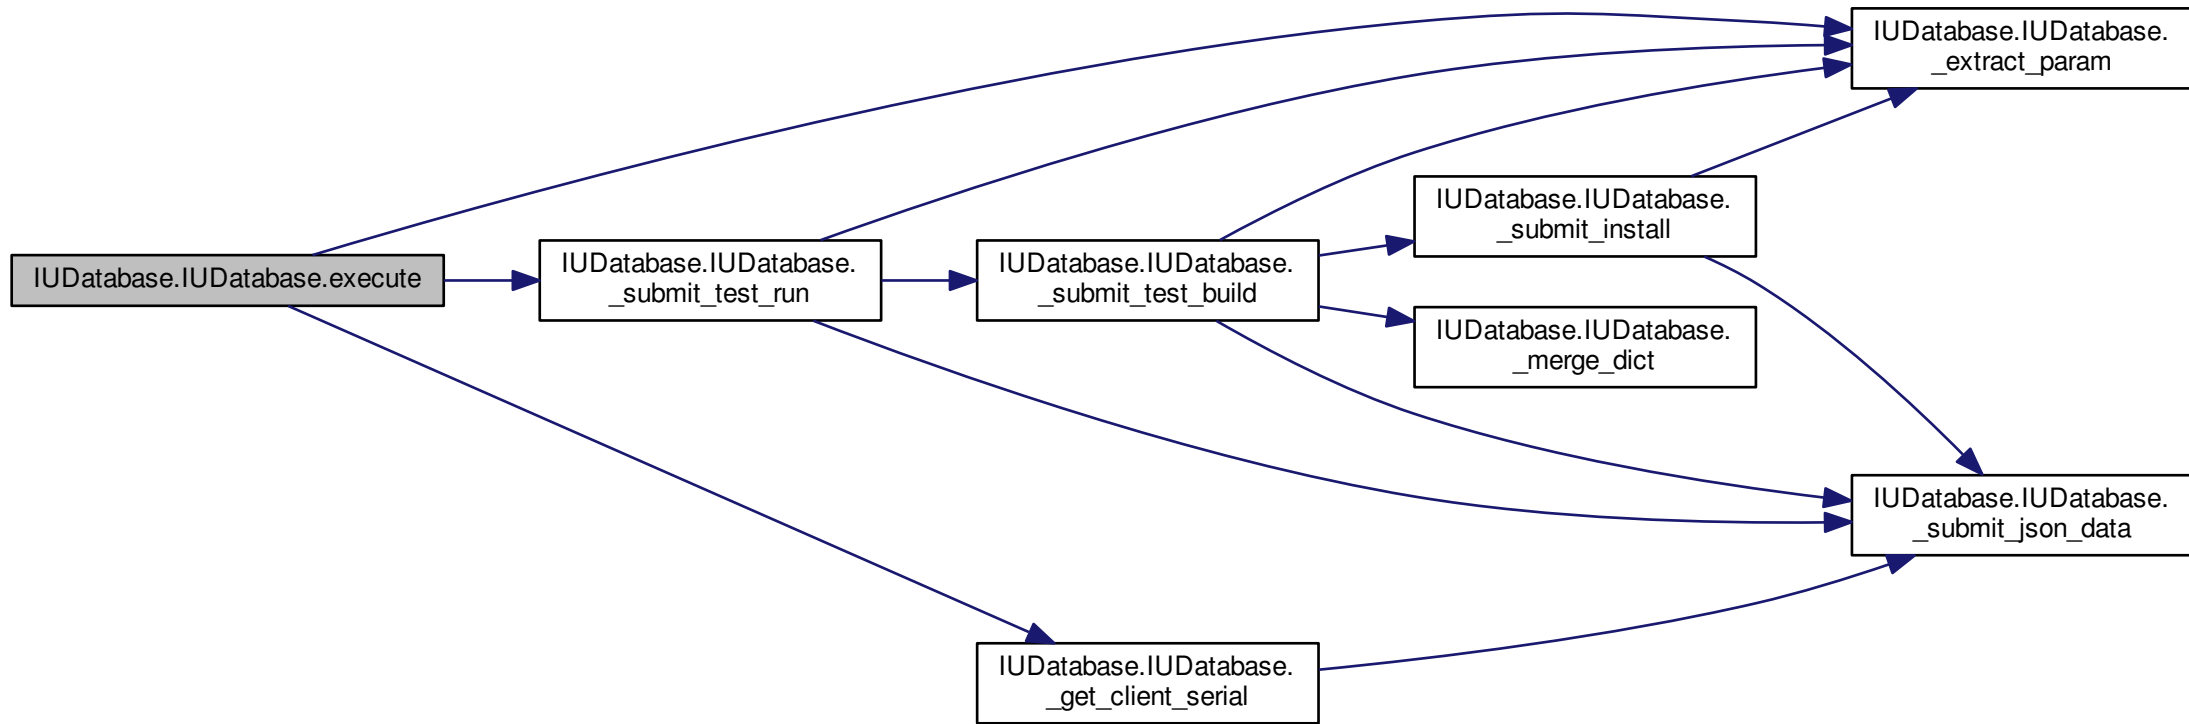 IUDatabase.IUDatabase.execute
IUDatabase.IUDatabase.
_submit_test_run
IUDatabase.IUDatabase.
_submit_test_build
IUDatabase.IUDatabase.
_submit_install
IUDatabase.IUDatabase.
_merge_dict
IUDatabase.IUDatabase.
_extract_param
IUDatabase.IUDatabase.
_submit_json_data
IUDatabase.IUDatabase.
_get_client_serial